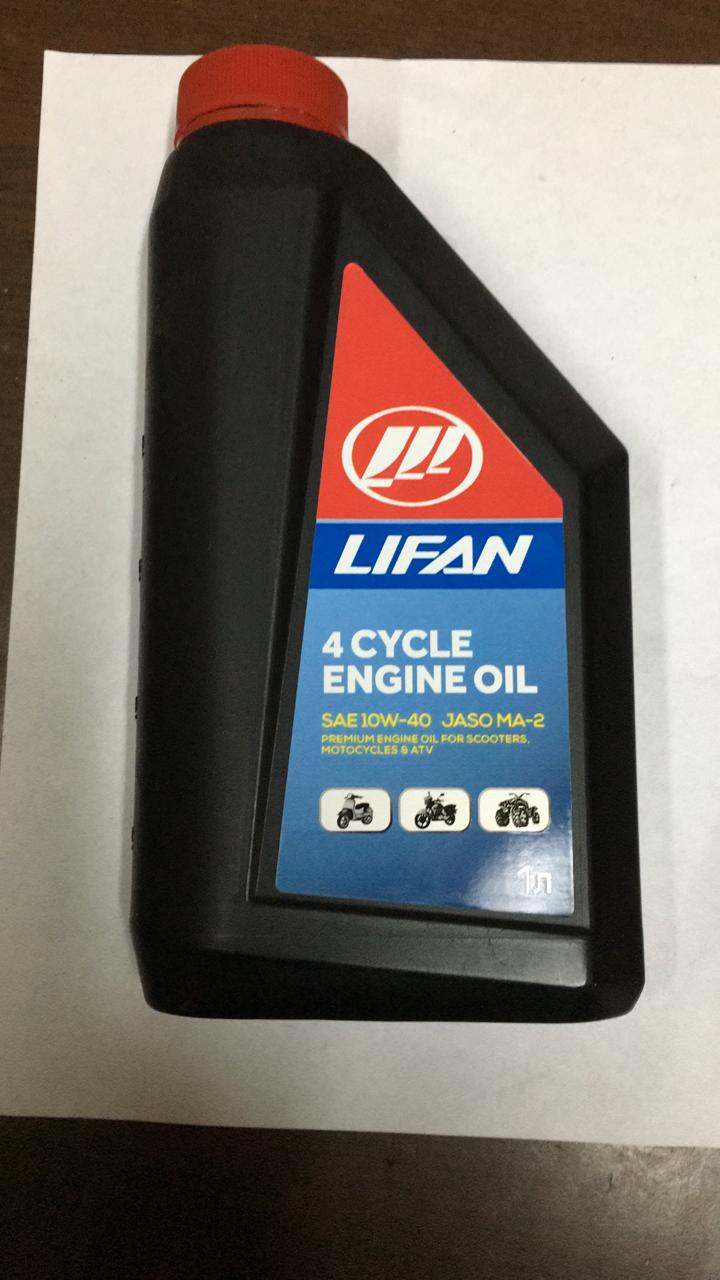 LIFAN
4 CYCLE
ENGINE OIL
SAE 10W-40 JASO MA-2
PREMIUM ENGINE OIL FOR SCOOTERS,
MOTOCYCLES & ATV
1л